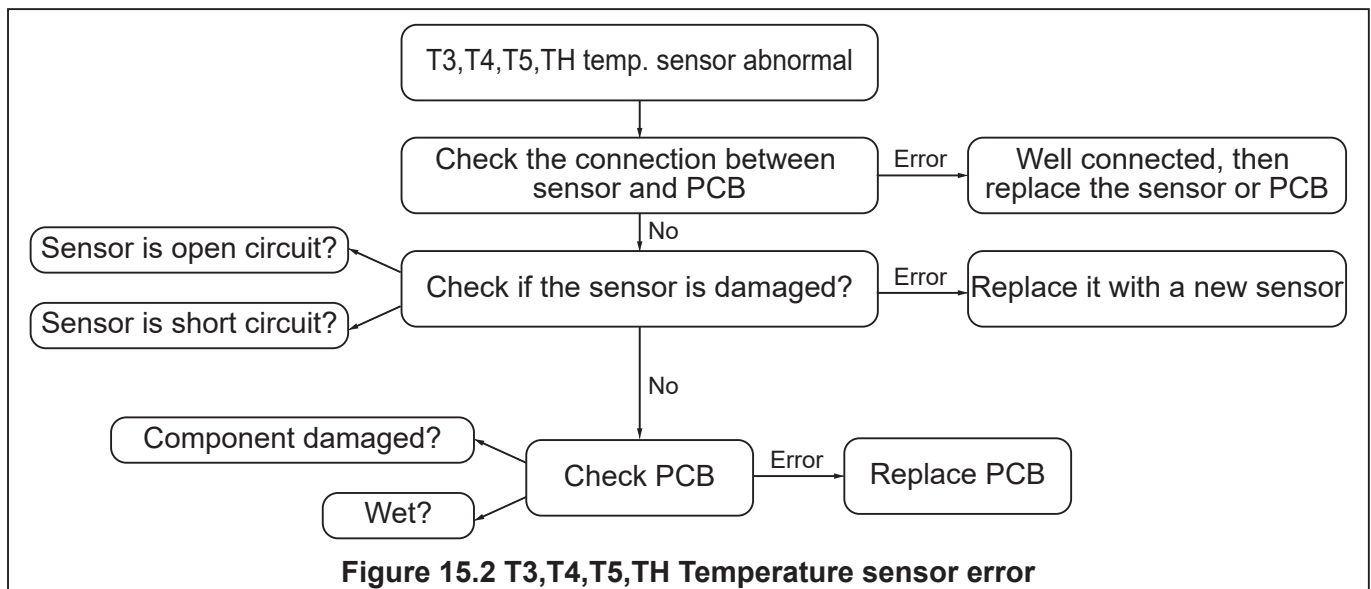 T3,T4,T5,TH temp. sensor abnormal
Check the connection between
sensor and PCB
Error
Well connected, then
replace the sensor or PCB
No
Sensor is open circuit?
Sensor is short circuit?
Check if the sensor is damaged?
Error
Replace it with a new sensor
No
Component damaged?
Wet?
Check PCB
Error
Replace PCB
Figure 15.2 T3,T4,T5,TH Temperature sensor error